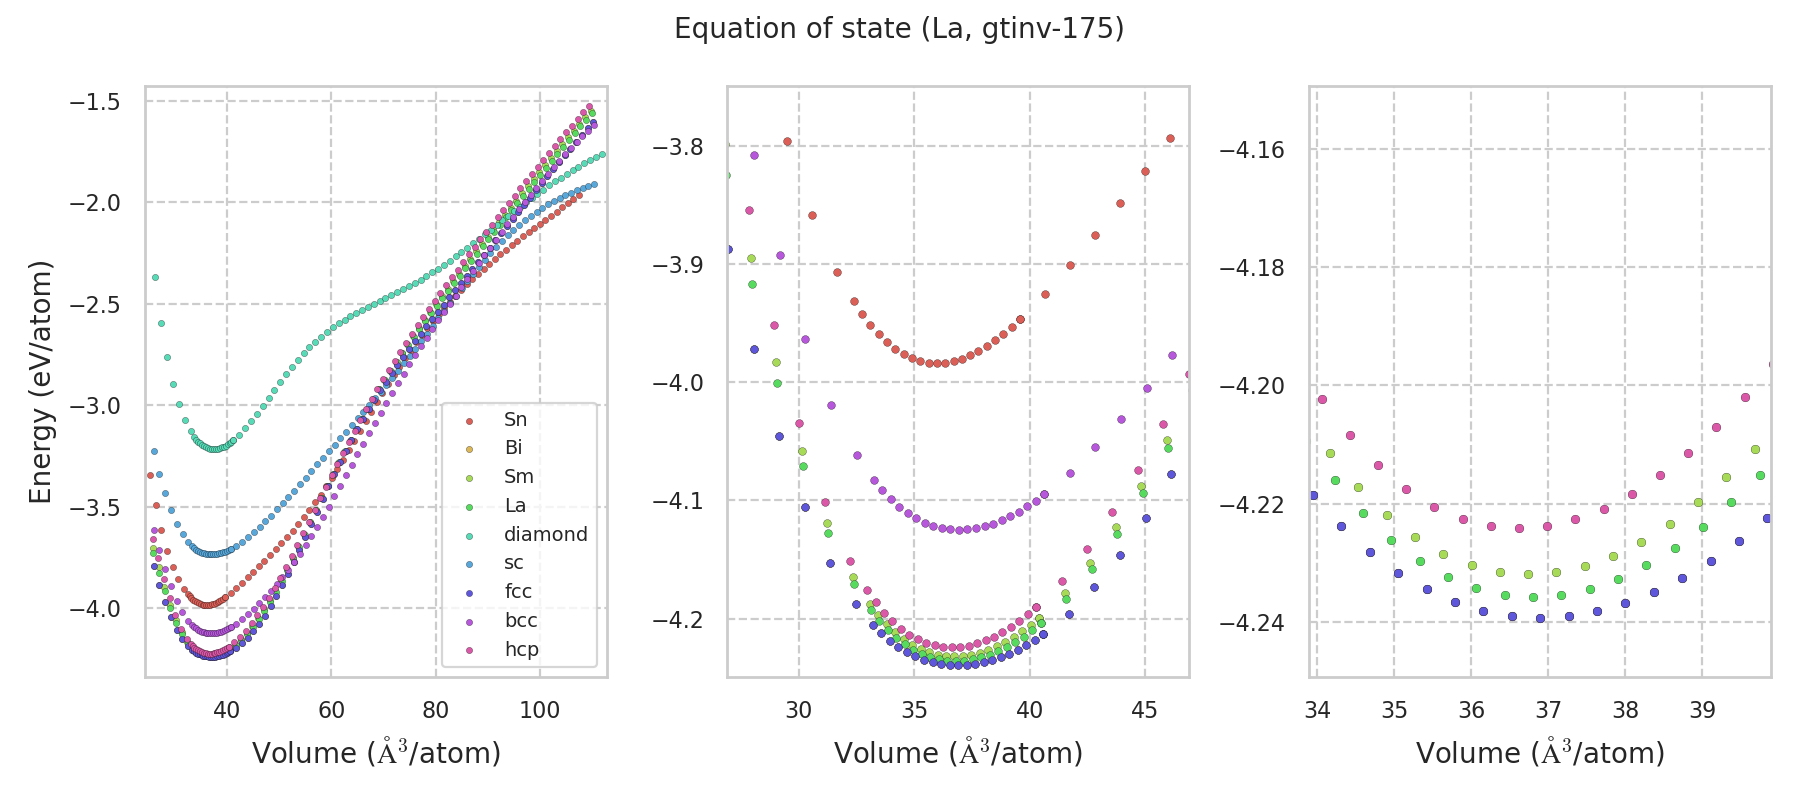 Equation of state (La, gtinv-175)
Energy (eV/atom)
−1.5
−2.0
−2.5
−3.0
−3.5
−4.0
40 60 80 100
Volume (Å³/atom)
Sn
Bi
Sm
La
diamond
sc
fcc
bcc
hcp
−3.8
−3.9
−4.0
−4.1
−4.2
30 35 40 45
Volume (Å³/atom)
−4.16
−4.18
−4.20
−4.22
−4.24
34 35 36 37 38 39
Volume (Å³/atom)